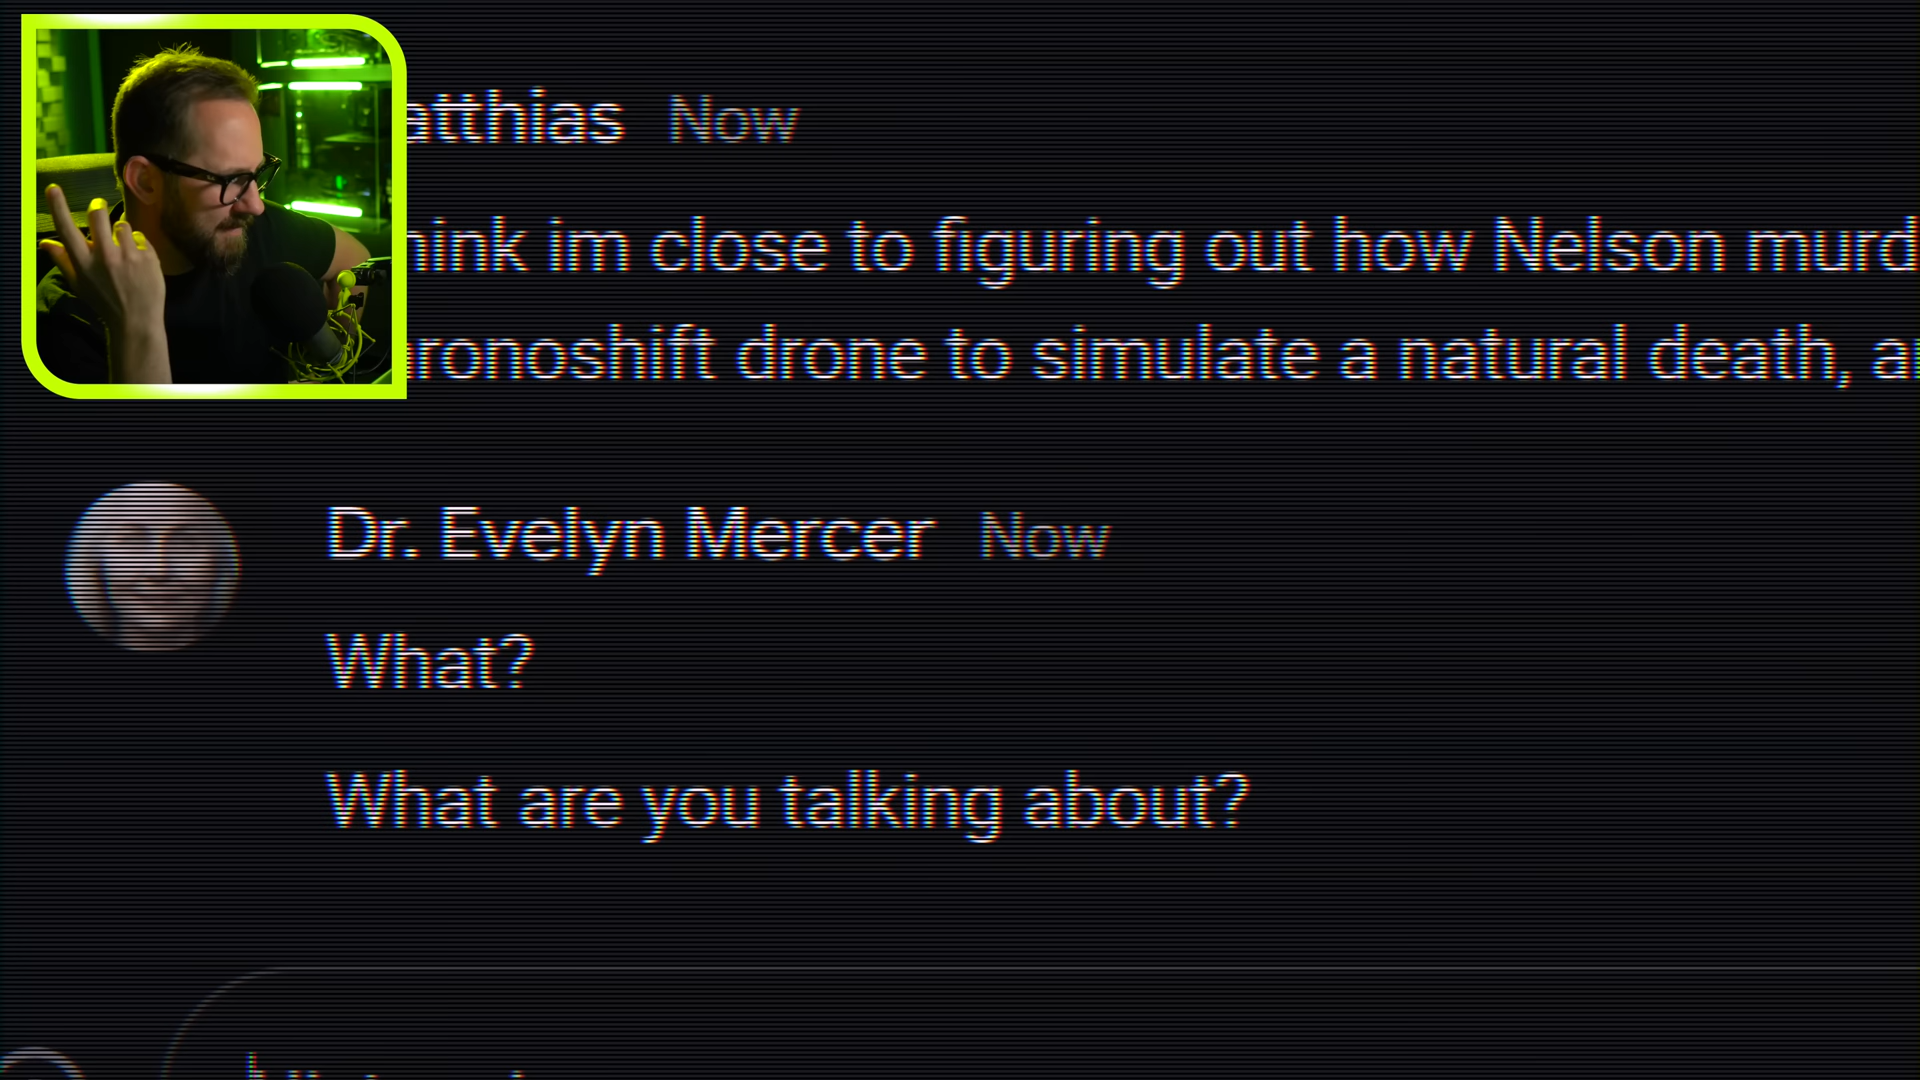 atthias Now
hink im close to figuring out how Nelson murd
ronoshift drone to simulate a natural death,
Dr. Evelyn Mercer Now
What?
What are you talking about?